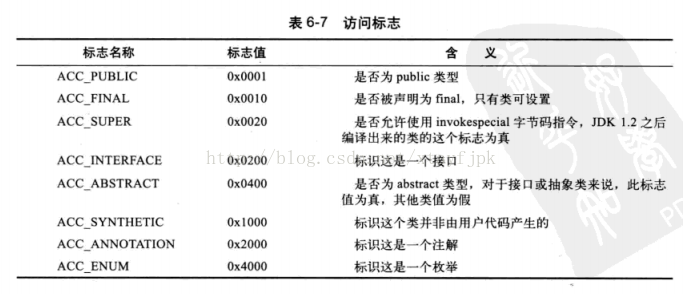 表 6-7 访问标志
标志名称 标志值 含 义
ACC_PUBLIC 0x0001 是否为 public 类型
ACC_FINAL 0x0010 是否被声明为 final，只有类可设置
ACC_SUPER 0x0020 是否允许使用 invokespecial 字节码指令，JDK 1.2 之后
编译出来的类的这个标志为真
ACC_INTERFACE 0x0200 标识这是一个接口
ACC_ABSTRACT 0x0400 是否为 abstract 类型，对于接口或抽象类来说，此标志
值为真，其他类值为假
ACC_SYNTHETIC 0x1000 标识这个类并非由用户代码产生的
ACC_ANNOTATION 0x2000 标识这是一个注解
ACC_ENUM 0x4000 标识这是一个枚举